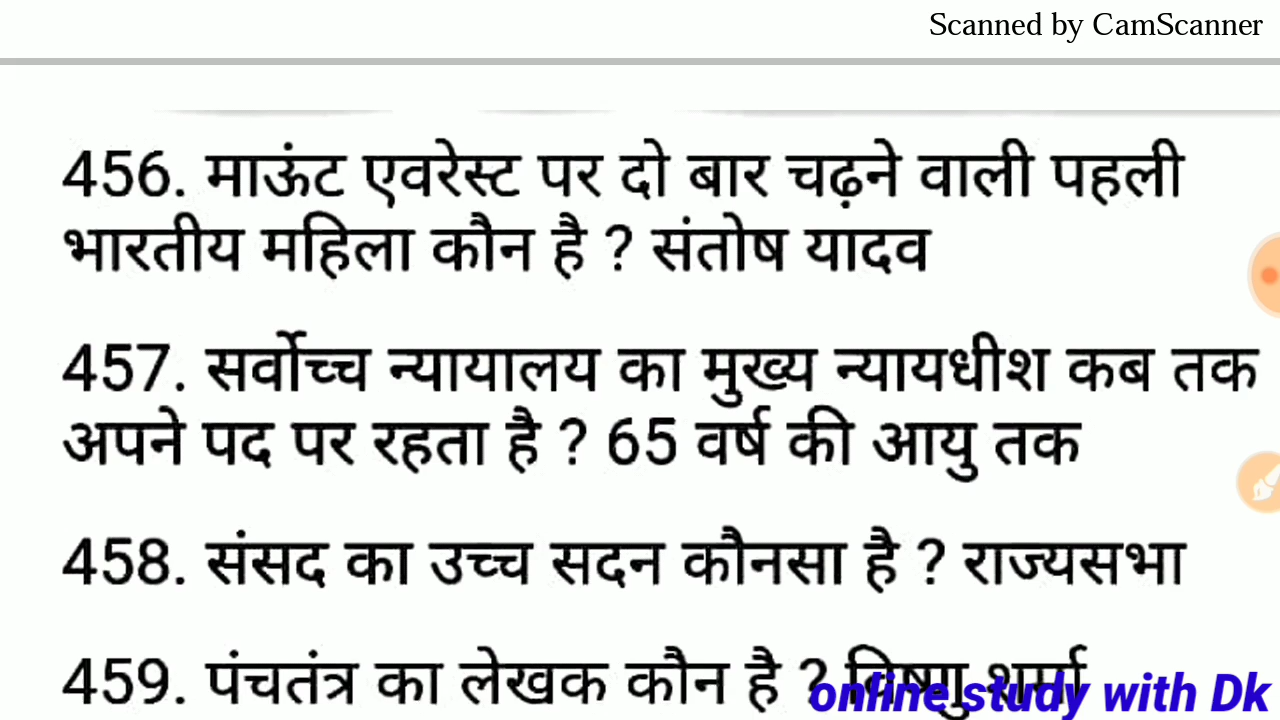 Scanned by CamScanner
456. माऊंट एवरेस्ट पर दो बार चढ़ने वाली पहली
भारतीय महिला कौन है ? संतोष यादव
457. सर्वोच्च न्यायालय का मुख्य न्यायधीश कब तक
अपने पद पर रहता है ? 65 वर्ष की आयु तक
458. संसद का उच्च सदन कौनसा है ? राज्यसभा
459. पंचतंत्र का लेखक कौन है ? विष्णु शर्मा
online study with Dk